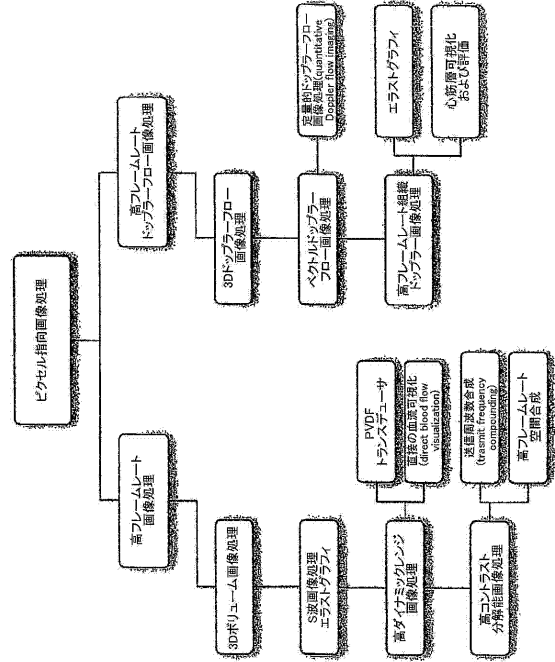 ピクセル指向画像処理
高フレームレート
画像処理
3Dボリューム画像処理
S波画像処理
エラストグラフィ
高ダイナミックレンジ
画像処理
PVDF
トランスデューサ
直接の血流可視化
(direct blood flow
visualization)
高コントラスト
分解能画像処理
送信周波数合成
(trasmit frequency
compounding)
高フレームレート
空間合成
高フレームレート
ドップラーフロー画像処理
3Dドップラーフロー
画像処理
ベクトルドップラー
フロー画像処理
定量的ドップラーフロー
画像処理(quantitative
Doppler flow imaging)
高フレームレート組織
ドップラー画像処理
エラストグラフィ
心筋層可視化
および評価